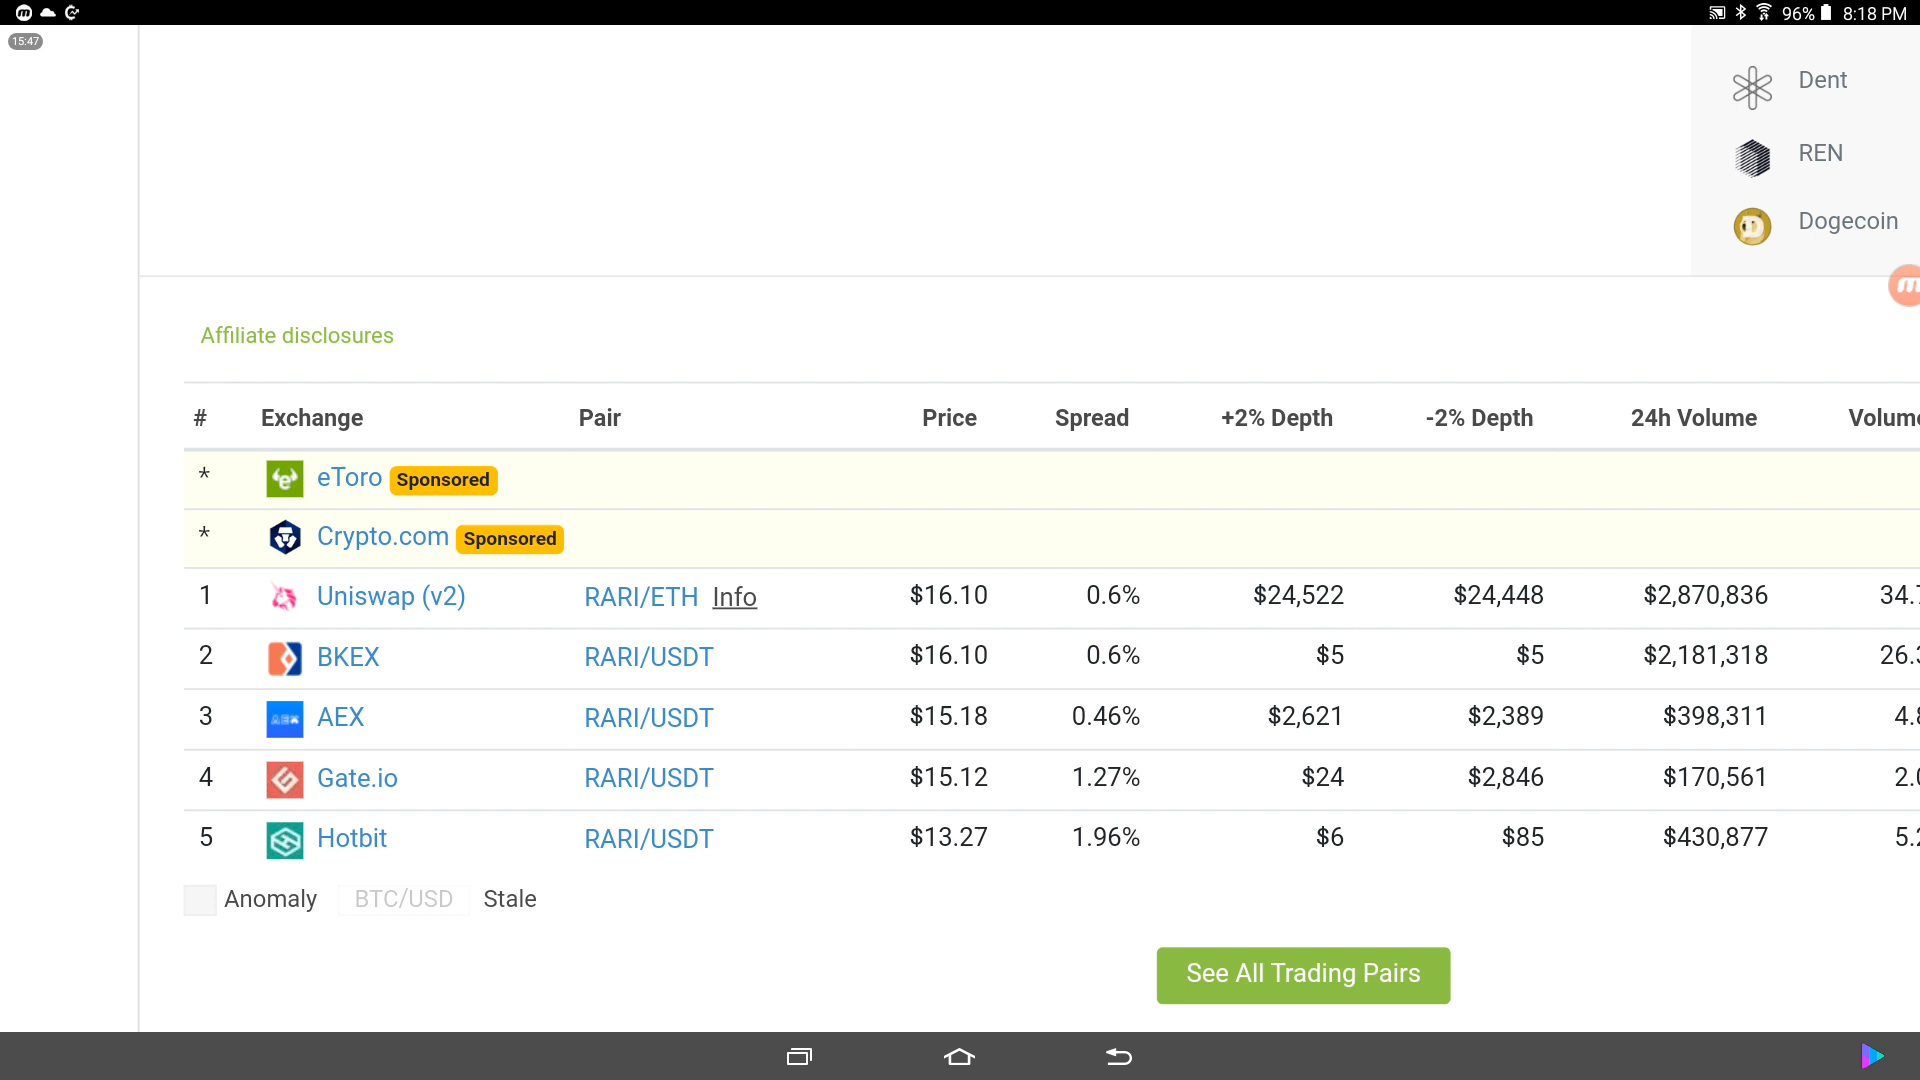 96% 8:18 PM
15:47
Dent
REN
Dogecoin
Affiliate disclosures
# Exchange Pair Price Spread +2% Depth -2% Depth 24h Volume
* eToro Sponsored
* Crypto.com Sponsored
1 Uniswap (v2) RARI/ETH Info $16.10 0.6% $24,522 $24,448 $2,870,836
2 BKEX RARI/USDT $16.10 0.6% $5 $5 $2,181,318
3 AEX RARI/USDT $15.18 0.46% $2,621 $2,389 $398,311
4 Gate.io RARI/USDT $15.12 1.27% $24 $2,846 $170,561
5 Hotbit RARI/USDT $13.27 1.96% $6 $85 $430,877
Anomaly BTC/USD Stale
See All Trading Pairs